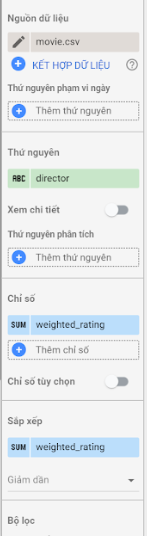 Nguồn dữ liệu
movie.csv
KẾT HỢP DỮ LIỆU
Thứ nguyên phạm vi ngày
Thêm thứ nguyên
Thứ nguyên
ABC director
Xem chi tiết
Thứ nguyên phân tích
Thêm thứ nguyên
Chỉ số
SUM weighted_rating
Thêm chỉ số
Chỉ số tùy chọn
Sắp xếp
SUM weighted_rating
Giảm dần
Bộ lọc